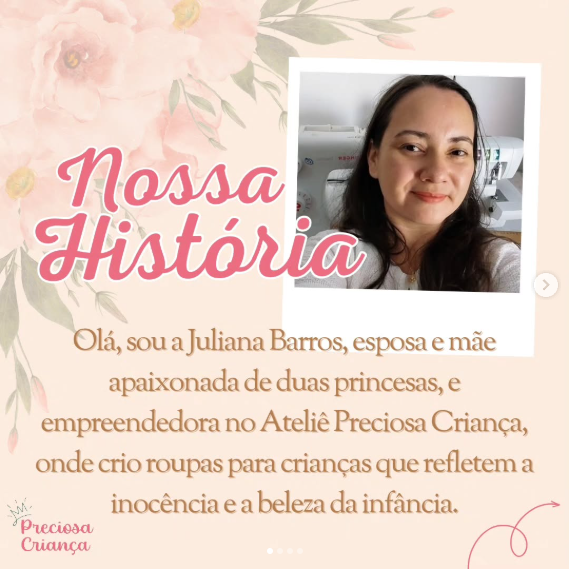 Nossa
História
Olá, sou a Juliana Barros, esposa e mãe
apaixonada de duas princesas, e
empreendedora no Ateliê Preciosa Criança,
onde crio roupas para crianças que refletem a
inocência e a beleza da infância.
Preciosa
Criança